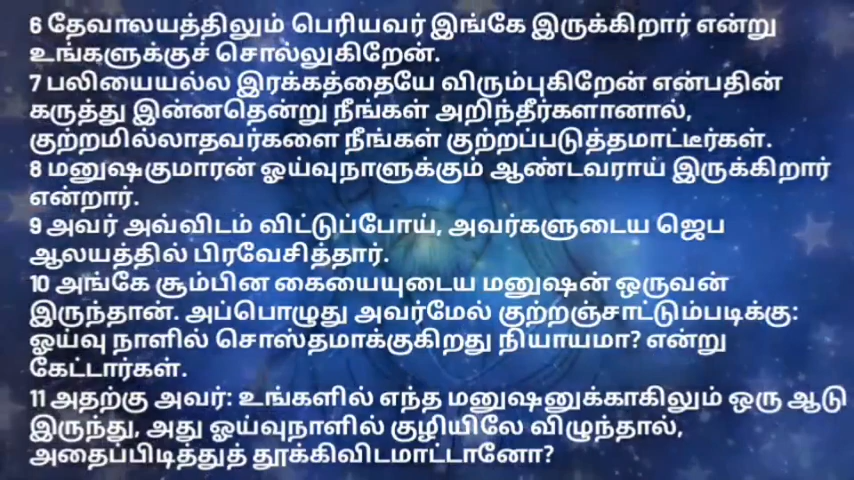 6 தேவாலயத்திலும் பெரியவர் இங்கே இருக்கிறார் என்று
உங்களுக்குச் சொல்லுகிறேன்.
7 பலியையல்ல இரக்கத்தையே விரும்புகிறேன் என்பதின்
கருத்து இன்னதென்று நீங்கள் அறிந்தீர்களானால்,
குற்றமில்லாதவர்களை நீங்கள் குற்றப்படுத்தமாட்டீர்கள்.
8 மனுஷகுமாரன் ஓய்வுநாளுக்கும் ஆண்டவராய் இருக்கிறார்
என்றார்.
9 அவர் அவ்விடம் விட்டுப்போய், அவர்களுடைய ஜெப
ஆலயத்தில் பிரவேசித்தார்.
10 அங்கே சூம்பின கையையுடைய மனுஷன் ஒருவன்
இருந்தான். அப்பொழுது அவர்மேல் குற்றஞ்சாட்டும்படிக்கு:
ஓய்வு நாளில் சொஸ்தமாக்குகிறது நியாயமா? என்று
கேட்டார்கள்.
11 அதற்கு அவர்: உங்களில் எந்த மனுஷனுக்காகிலும் ஒரு ஆடு
இருந்து, அது ஓய்வுநாளில் குழியிலே விழுந்தால்,
அதைப்பிடித்துத் தூக்கிவிடமாட்டானோ?